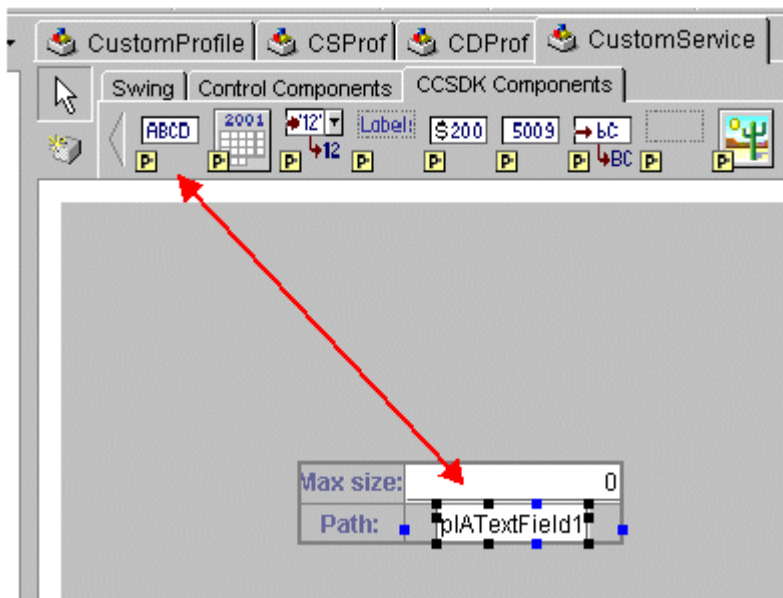 CustomProfile CSProf CDProf CustomService
Swing Control Components CCSDK Components
ABCD 2001 '12' Label: $200 5009 bC
12 BC
P P P P P P P P P
Max size: 0
Path: plATextField1